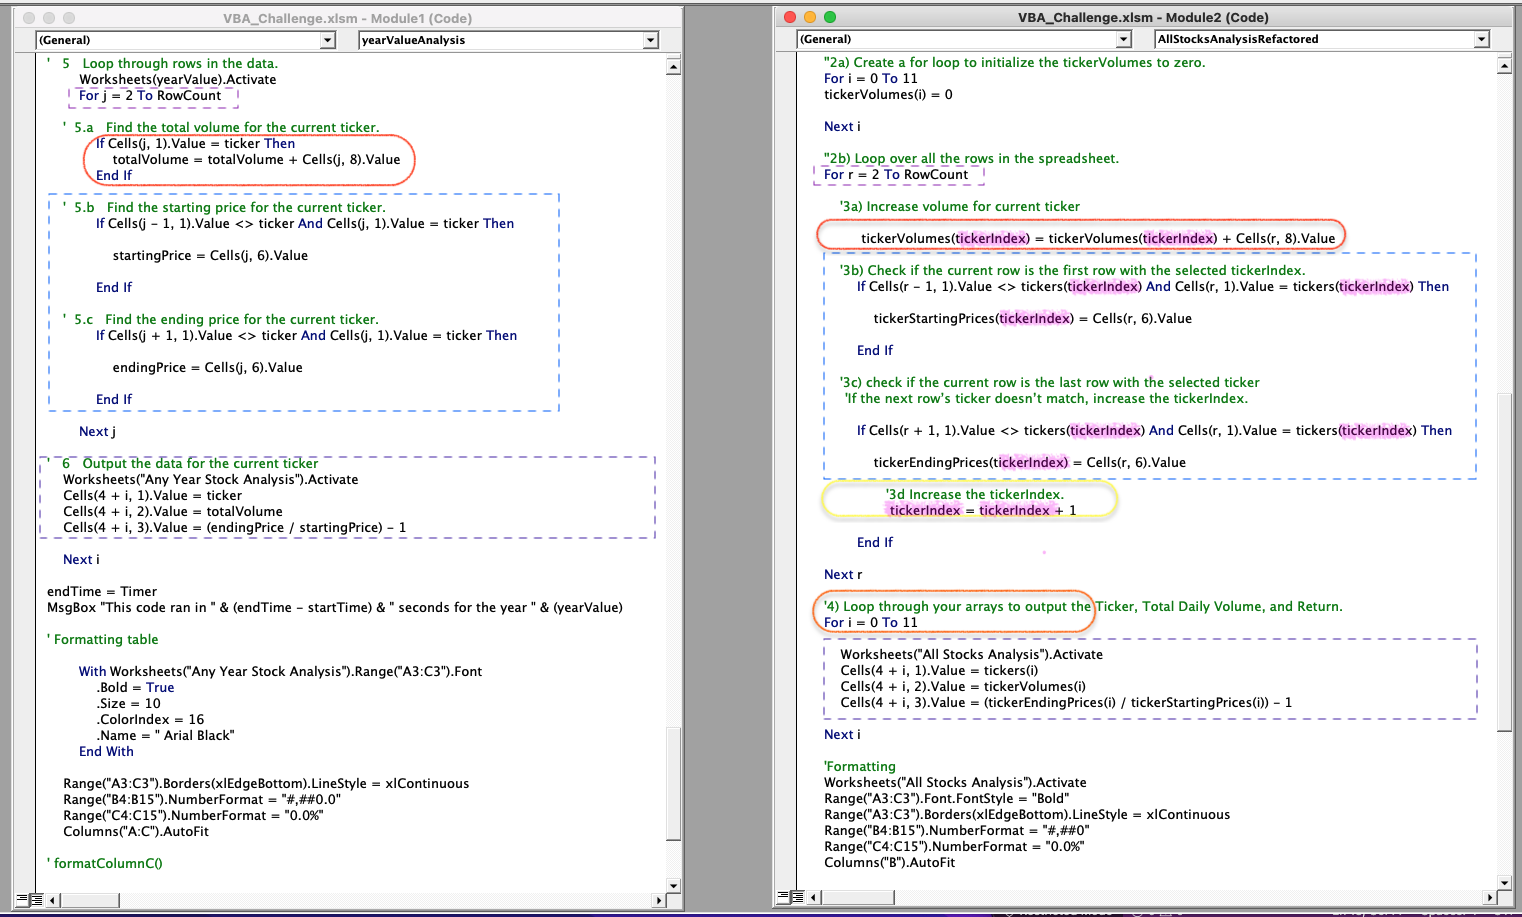 VBA_Challenge.xlsm - Module1 (Code)
(General)
yearValueAnalysis
' 5 Loop through rows in the data.
Worksheets(yearValue).Activate
For j = 2 To RowCount
' 5.a Find the total volume for the current ticker.
If Cells(j, 1).Value = ticker Then
totalVolume = totalVolume + Cells(j, 8).Value
End If
' 5.b Find the starting price for the current ticker.
If Cells(j - 1, 1).Value <> ticker And Cells(j, 1).Value = ticker Then
startingPrice = Cells(j, 6).Value
End If
' 5.c Find the ending price for the current ticker.
If Cells(j + 1, 1).Value <> ticker And Cells(j, 1).Value = ticker Then
endingPrice = Cells(j, 6).Value
End If
Next j
' 6 Output the data for the current ticker
Worksheets("Any Year Stock Analysis").Activate
Cells(4 + i, 1).Value = ticker
Cells(4 + i, 2).Value = totalVolume
Cells(4 + i, 3).Value = (endingPrice / startingPrice) - 1
Next i
endTime = Timer
MsgBox "This code ran in " & (endTime - startTime) & " seconds for the year " & (yearValue)
' Formatting table
With Worksheets("Any Year Stock Analysis").Range("A3:C3").Font
.Bold = True
.Size = 10
.ColorIndex = 16
.Name = " Arial Black"
End With
Range("A3:C3").Borders(xlEdgeBottom).LineStyle = xlContinuous
Range("B4:B15").NumberFormat = "#,##0.0"
Range("C4:C15").NumberFormat = "0.0%"
Columns("A:C").AutoFit
' formatColumnC()
VBA_Challenge.xlsm - Module2 (Code)
(General)
AllStocksAnalysisRefactored
"2a) Create a for loop to initialize the tickerVolumes to zero.
For i = 0 To 11
tickerVolumes(i) = 0
Next i
"2b) Loop over all the rows in the spreadsheet.
For r = 2 To RowCount
'3a) Increase volume for current ticker
tickerVolumes(tickerIndex) = tickerVolumes(tickerIndex) + Cells(r, 8).Value
'3b) Check if the current row is the first row with the selected tickerIndex.
If Cells(r - 1, 1).Value <> tickers(tickerIndex) And Cells(r, 1).Value = tickers(tickerIndex) Then
tickerStartingPrices(tickerIndex) = Cells(r, 6).Value
End If
'3c) check if the current row is the last row with the selected ticker
'If the next row's ticker doesn't match, increase the tickerIndex.
If Cells(r + 1, 1).Value <> tickers(tickerIndex) And Cells(r, 1).Value = tickers(tickerIndex) Then
tickerEndingPrices(tickerIndex) = Cells(r, 6).Value
'3d Increase the tickerIndex.
tickerIndex = tickerIndex + 1
End If
Next r
'4) Loop through your arrays to output the Ticker, Total Daily Volume, and Return.
For i = 0 To 11
Worksheets("All Stocks Analysis").Activate
Cells(4 + i, 1).Value = tickers(i)
Cells(4 + i, 2).Value = tickerVolumes(i)
Cells(4 + i, 3).Value = (tickerEndingPrices(i) / tickerStartingPrices(i)) - 1
Next i
'Formatting
Worksheets("All Stocks Analysis").Activate
Range("A3:C3").Font.FontStyle = "Bold"
Range("A3:C3").Borders(xlEdgeBottom).LineStyle = xlContinuous
Range("B4:B15").NumberFormat = "#,##0"
Range("C4:C15").NumberFormat = "0.0%"
Columns("B").AutoFit